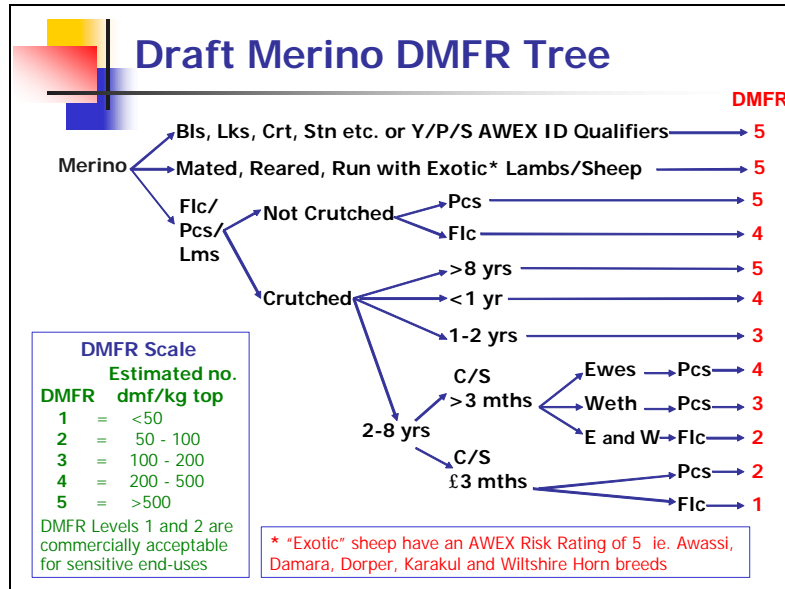 Draft Merino DMFR Tree
DMFR
Bls, Lks, Crt, Stn etc. or Y/P/S AWEX ID Qualifiers 5
Merino
Mated, Reared, Run with Exotic* Lambs/Sheep 5
Flc/
Pcs/
Lms
Not Crutched
Pcs 5
Flc 4
Crutched
>8 yrs 5
<1 yr 4
1-2 yrs 3
2-8 yrs
C/S
>3 mths
Ewes Pcs 4
Weth Pcs 3
E and W Flc 2
C/S
£3 mths
Pcs 2
Flc 1
DMFR Scale
Estimated no.
DMFR dmf/kg top
1 = <50
2 = 50 - 100
3 = 100 - 200
4 = 200 - 500
5 = >500
DMFR Levels 1 and 2 are
commercially acceptable
for sensitive end-uses
* "Exotic" sheep have an AWEX Risk Rating of 5 ie. Awassi,
Damara, Dorper, Karakul and Wiltshire Horn breeds